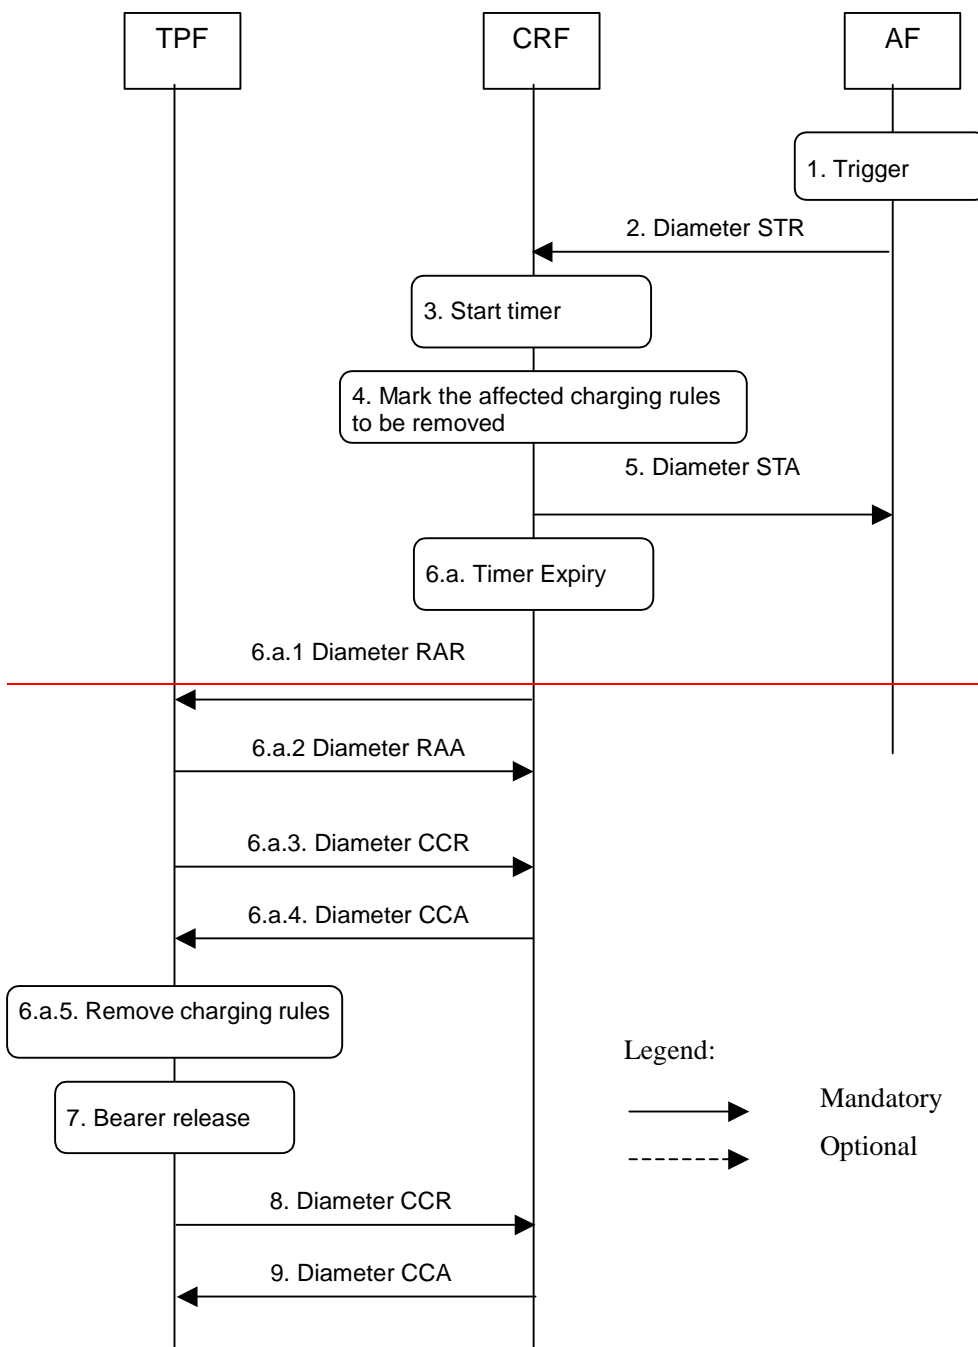 TPF
CRF
AF
1. Trigger
2. Diameter STR
3. Start timer
4. Mark the affected charging rules
to be removed
5. Diameter STA
6.a. Timer Expiry
6.a.1 Diameter RAR
6.a.2 Diameter RAA
6.a.3. Diameter CCR
6.a.4. Diameter CCA
6.a.5. Remove charging rules
Legend:
Mandatory
7. Bearer release
Optional
8. Diameter CCR
9. Diameter CCA